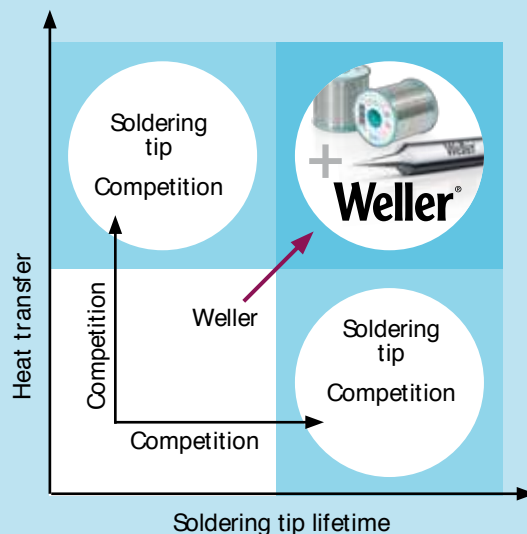 Soldering
tip
Competition
+
Weller®
Heat transfer
Competition
Weller
Soldering
tip
Competition
Competition
Soldering tip lifetime